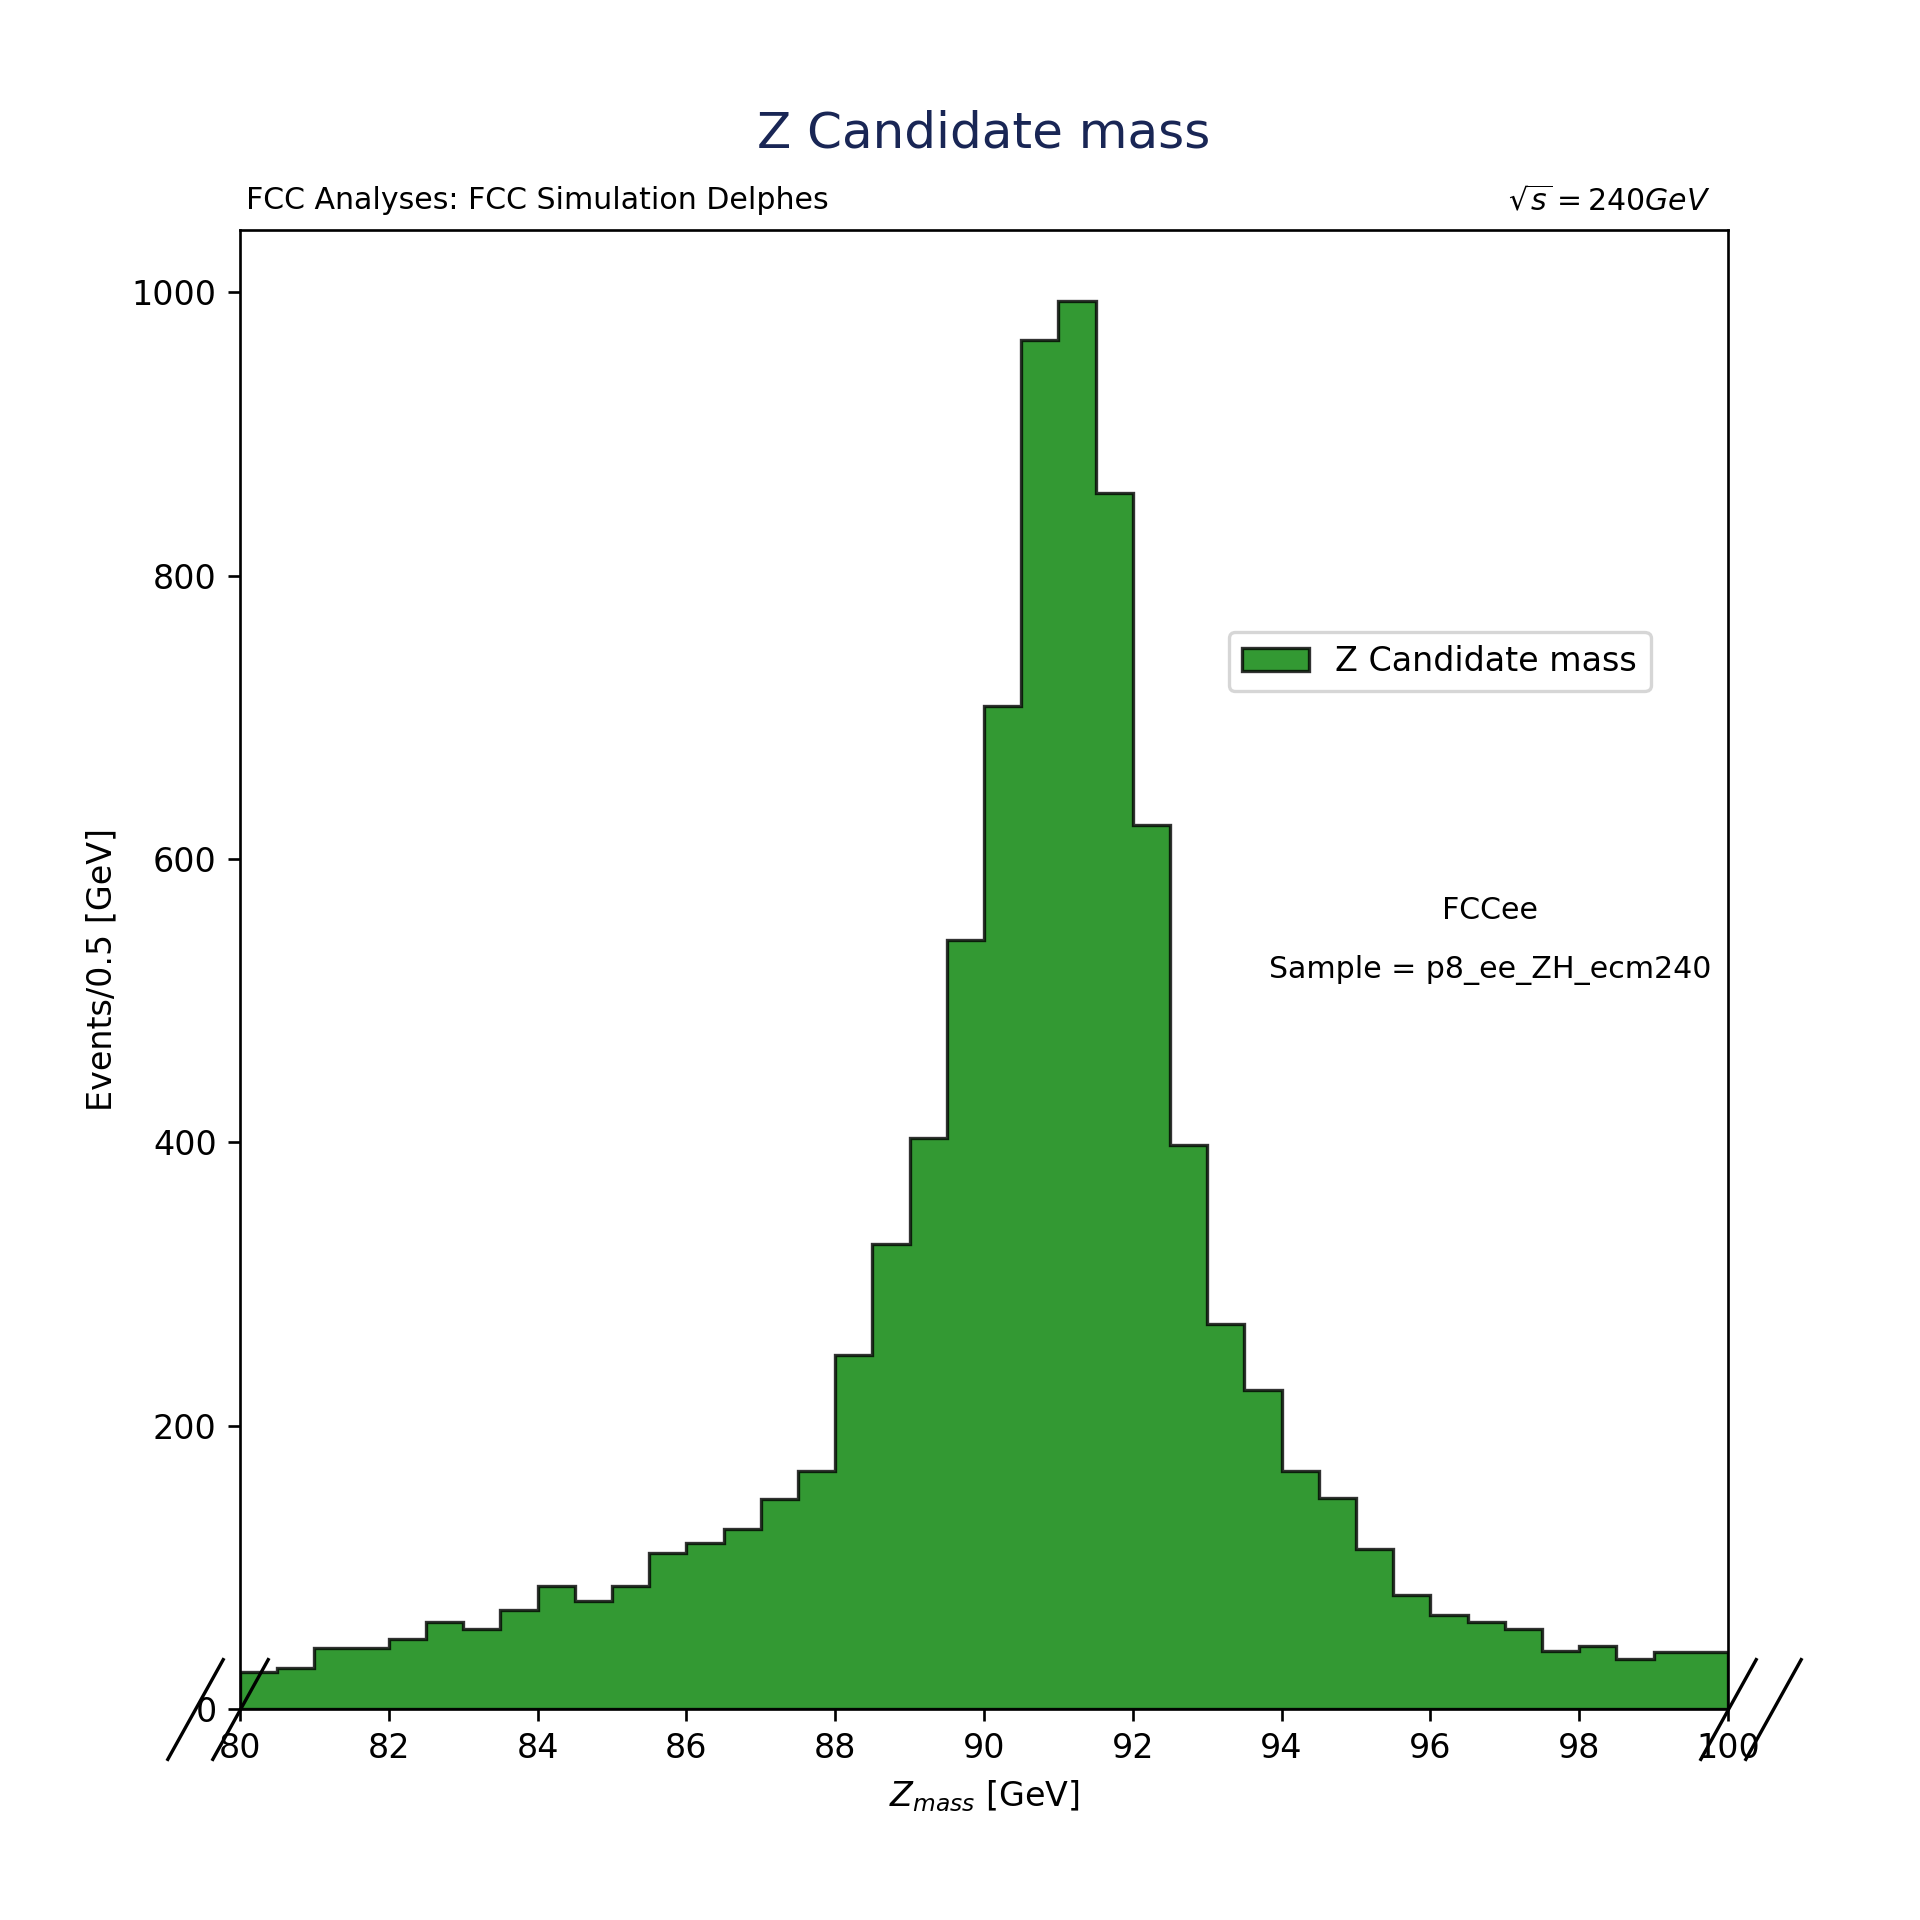 Z Candidate mass
FCC Analyses: FCC Simulation Delphes
√s = 240GeV
1000
800
600
400
200
0
Events/0.5 [GeV]
Z Candidate mass
FCCee
Sample = p8_ee_ZH_ecm240
80 82 84 86 88 90 92 94 96 98 100
Z_mass [GeV]